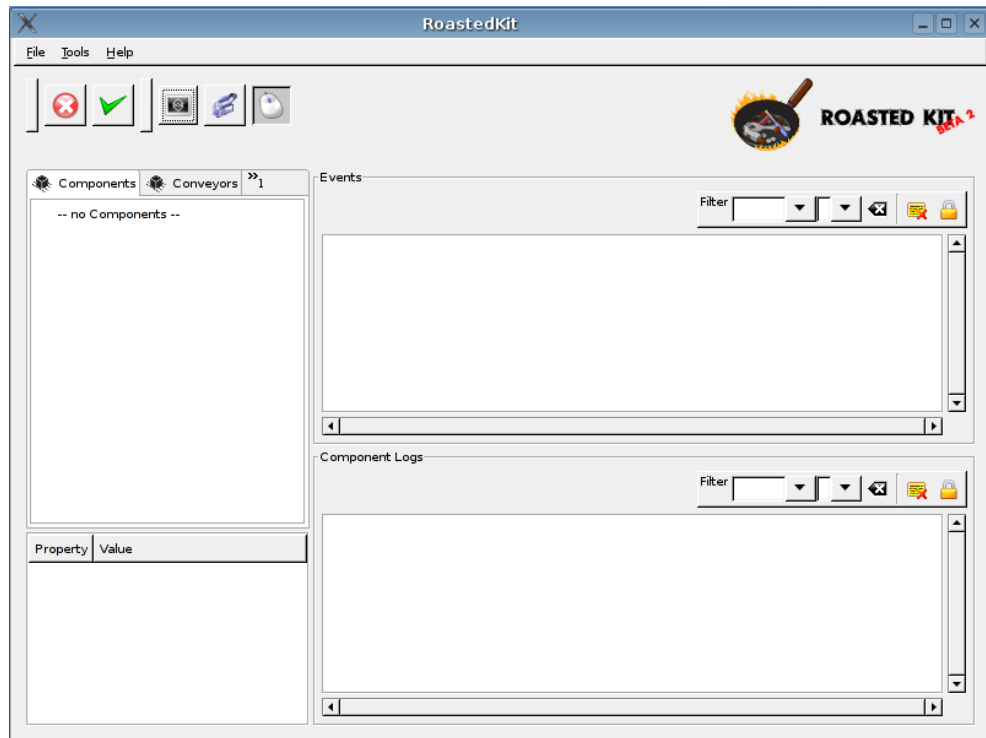 RoastedKit
File Tools Help
ROASTED KIT
BETA 2
Components Conveyors »1
-- no Components --
Property Value
Events
Filter
Component Logs
Filter